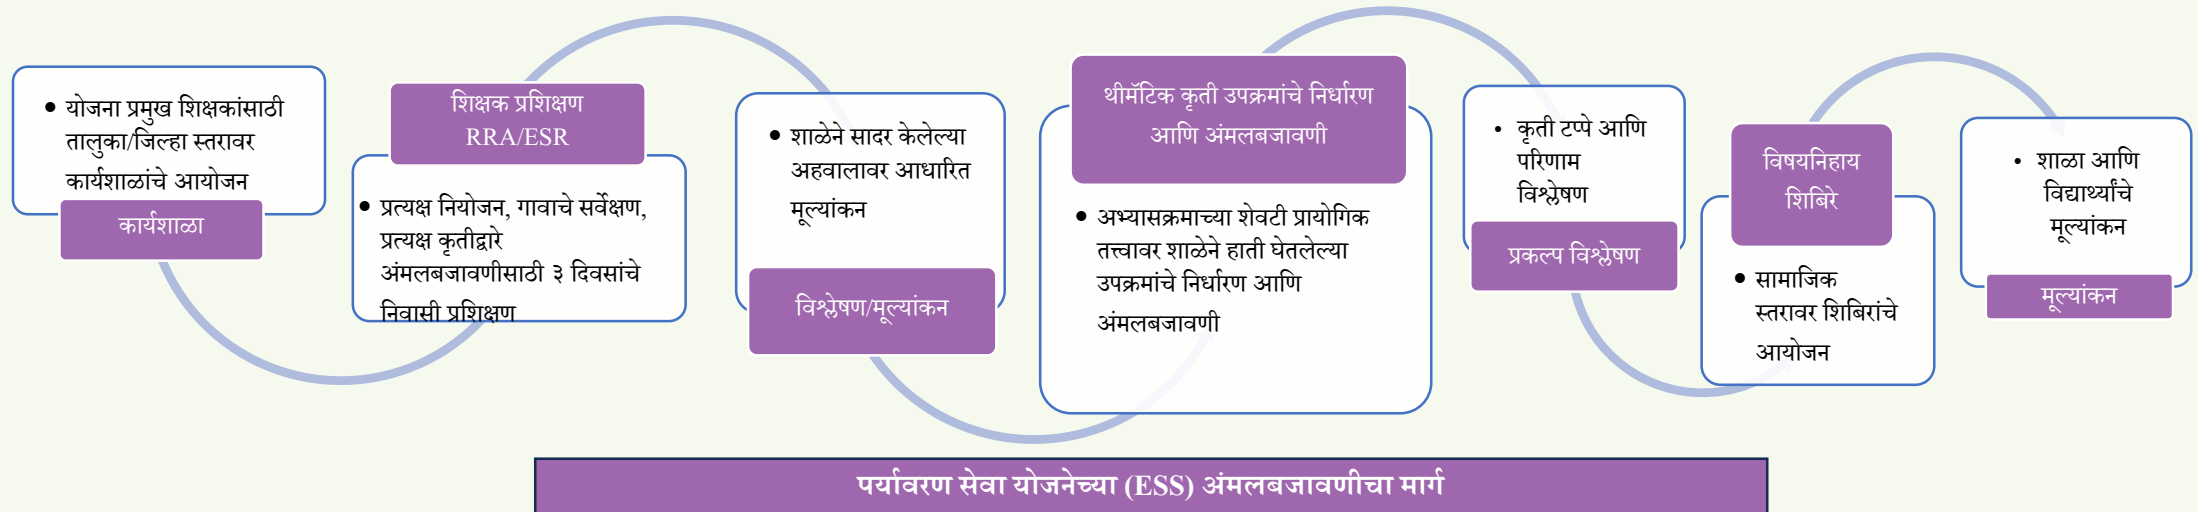 योजना प्रमुख शिक्षकांसाठी
तालुका/जिल्हा स्तरावर
कार्यशाळांचे आयोजन
कार्यशाळा
शिक्षक प्रशिक्षण
RRA/ESR
प्रत्यक्ष नियोजन, गावाचे सर्वेक्षण,
प्रत्यक्ष कृतीद्वारे
अंमलबजावणीसाठी ३ दिवसांचे
निवासी प्रशिक्षण
शाळेने सादर केलेल्या
अहवालावर आधारित
मूल्यांकन
विश्लेषण/मूल्यांकन
थीमॅटिक कृती उपक्रमांचे निर्धारण
आणि अंमलबजावणी
अभ्यासक्रमाच्या शेवटी प्रायोगिक
तत्त्वावर शाळेने हाती घेतलेल्या
उपक्रमांचे निर्धारण आणि
अंमलबजावणी
कृती टप्पे आणि
परिणाम
विश्लेषण
प्रकल्प विश्लेषण
विषयनिहाय
शिबिरे
सामाजिक
स्तरावर शिबिरांचे
आयोजन
शाळा आणि
विद्यार्थ्यांचे
मूल्यांकन
मूल्यांकन
पर्यावरण सेवा योजनेच्या (ESS) अंमलबजावणीचा मार्ग